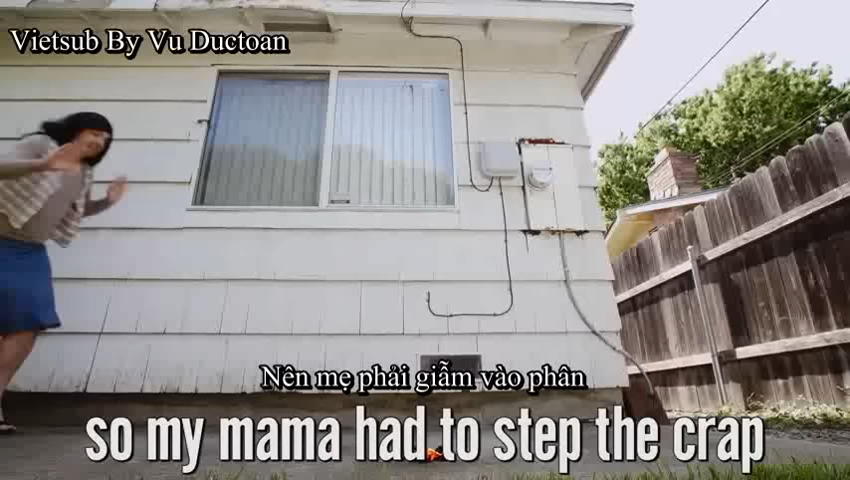 Vietsub By Vu Ductoan
Nên mẹ phải giẫm vào phân
so my mama had to step the crap